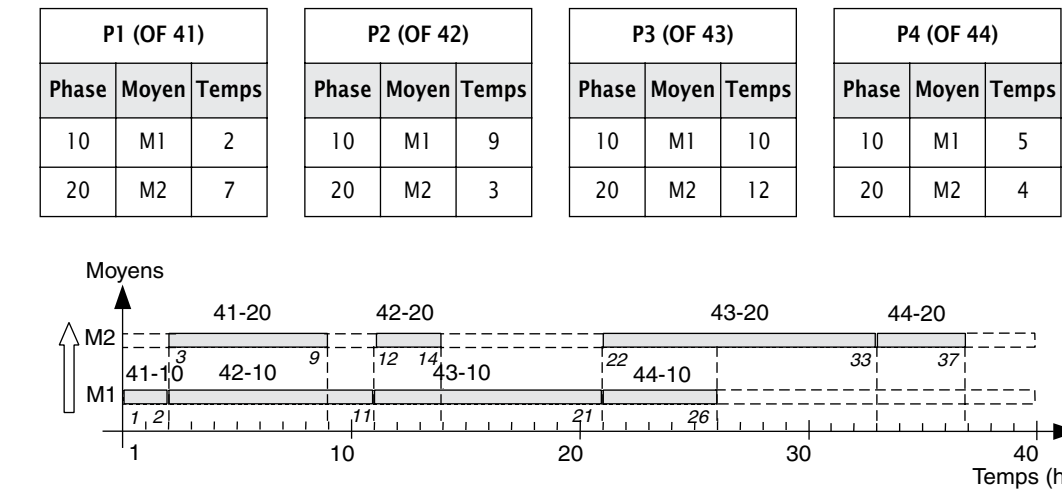 P1 (OF 41) P2 (OF 42) P3 (OF 43) P4 (OF 44)
Phase Moyen Temps Phase Moyen Temps Phase Moyen Temps Phase Moyen Temps
10 M1 2 10 M1 9 10 M1 10 10 M1 5
20 M2 7 20 M2 3 20 M2 12 20 M2 4
Moyens
41-20 42-20 43-20 44-20
M2
3 9 12 14 22 33 37
41-10 42-10 43-10 44-10
M1
1 2 11 21 26
1 10 20 30 40
Temps (h